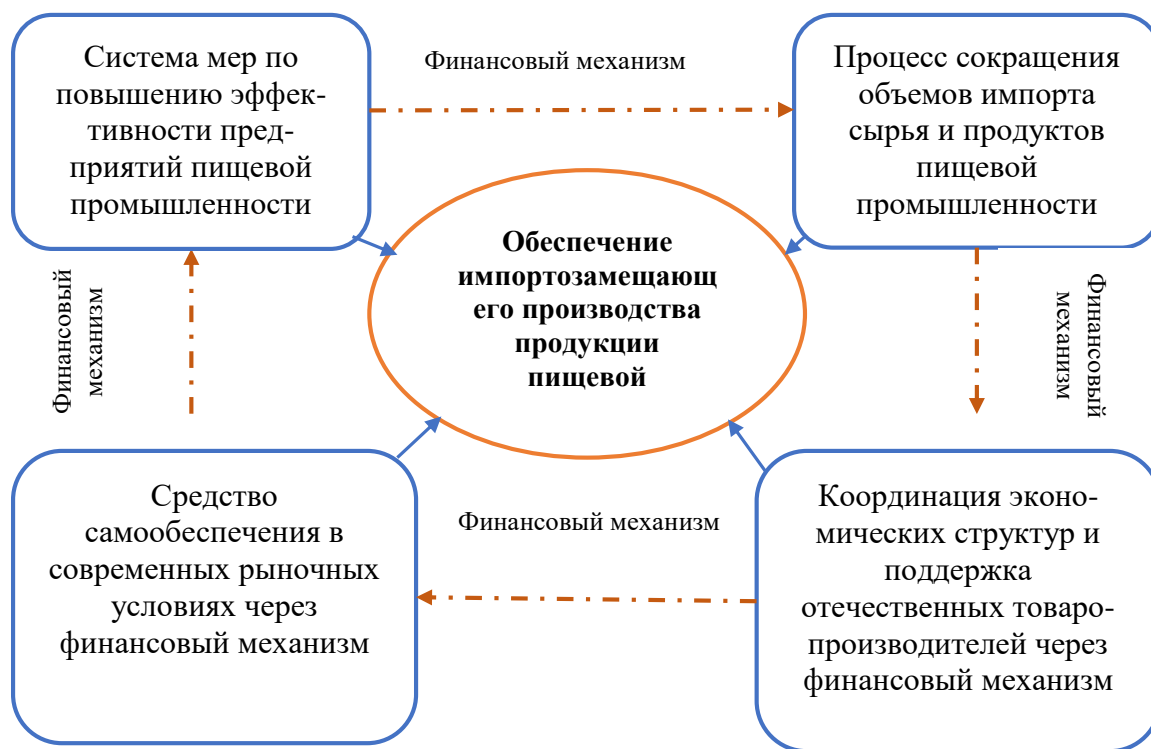 Система мер по
повышению эффек-
тивности пред-
приятий пищевой
промышленности
Финансовый механизм
Процесс сокращения
объемов импорта
сырья и продуктов
пищевой
промышленности
Обеспечение
импортозамещающ
его производства
продукции
пищевой
Финансовый
механизм
Финансовый
механизм
Средство
самообеспечения в
современных рыночных
условиях через
финансовый механизм
Финансовый механизм
Координация эконо-
мических структур и
поддержка
отечественных товаро-
производителей через
финансовый механизм